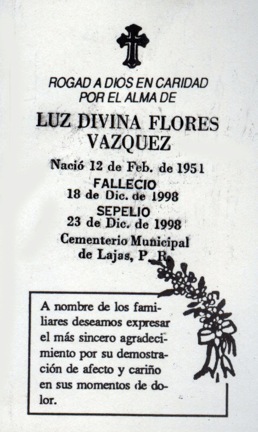 ROGAD A DIOS EN CARIDAD
POR EL ALMA DE
LUZ DIVINA FLORES
VAZQUEZ
Nació 12 de Feb. de 1951
FALLECIO
18 de Dic. de 1998
SEPELIO
23 de Dic. de 1998
Cementerio Municipal
de Lajas, P. R.
A nombre de los fami-
liares deseamos expresar
el más sincero agradeci-
miento por su demostra-
ción de afecto y cariño
en sus momentos de do-
lor.